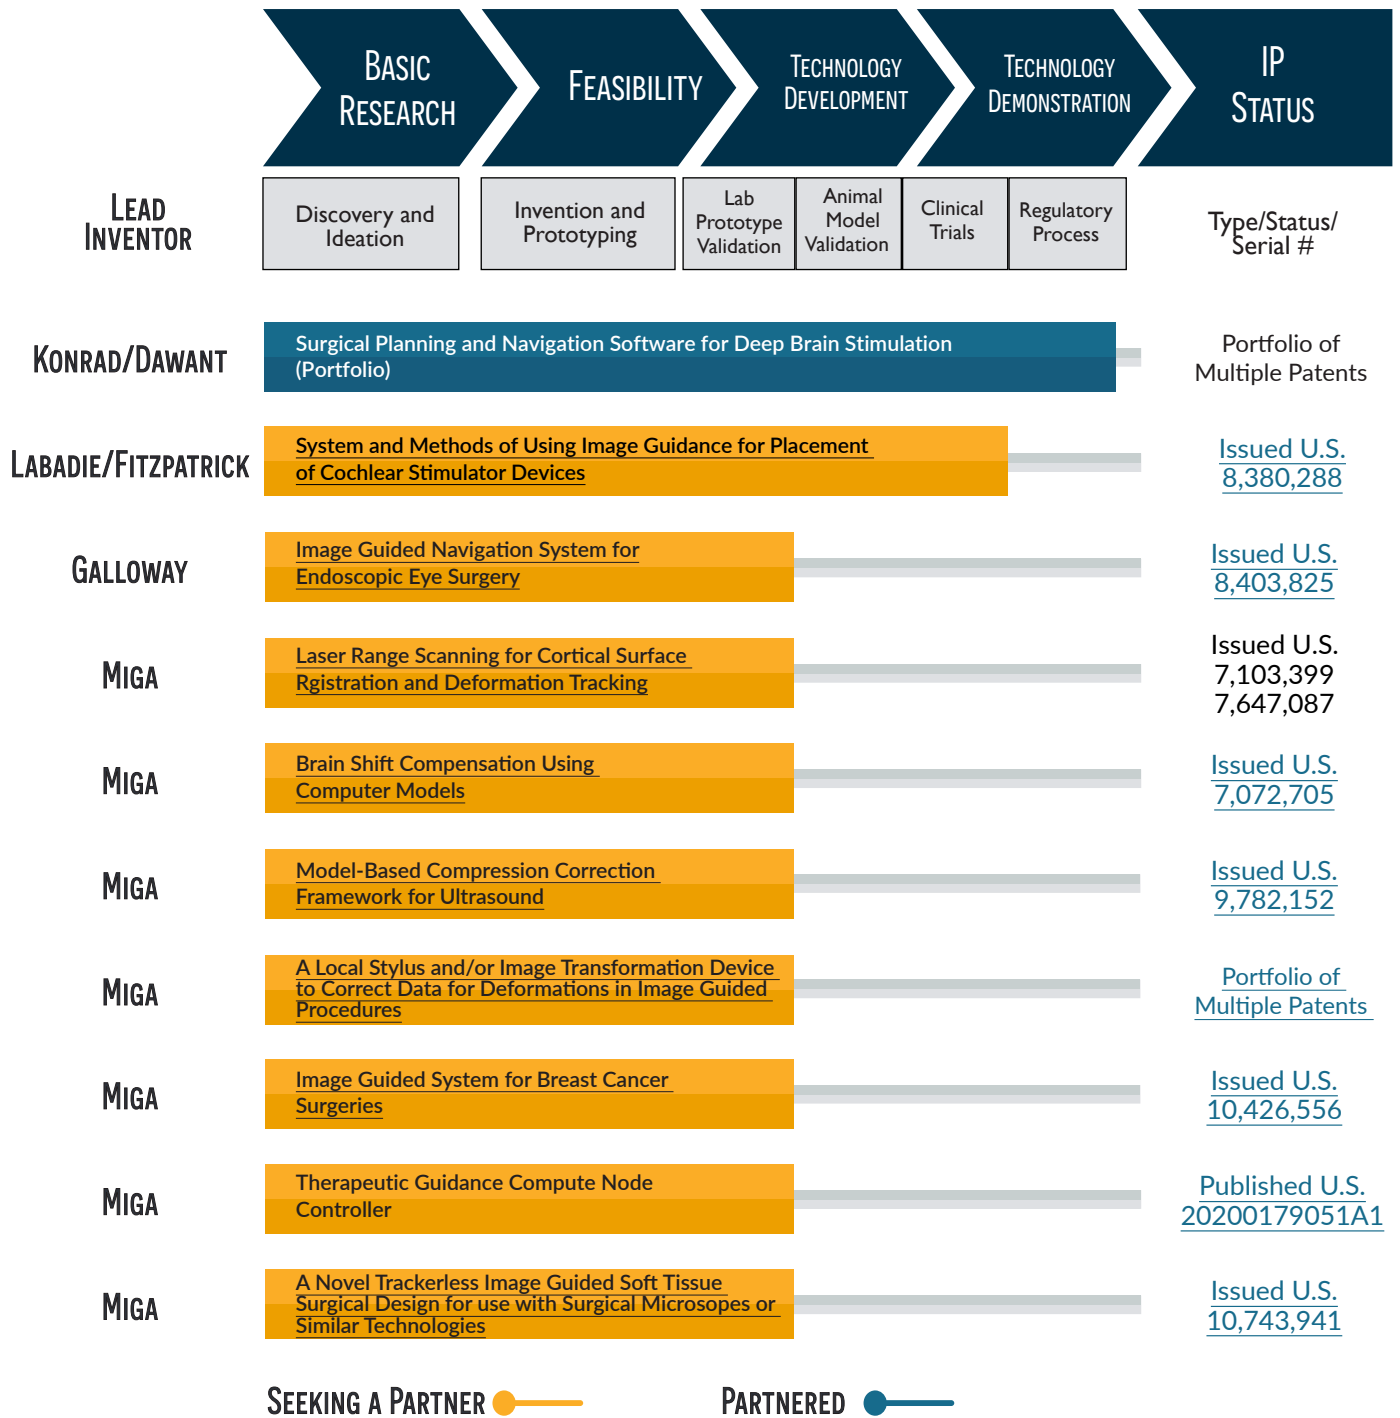 BASIC
RESEARCH
FEASIBILITY
TECHNOLOGY
DEVELOPMENT
TECHNOLOGY
DEMONSTRATION
IP
STATUS
LEAD
INVENTOR
Discovery and
Ideation
Invention and
Prototyping
Lab
Prototype
Validation
Animal
Model
Validation
Clinical
Trials
Regulatory
Process
Type/Status/
Serial #
KONRAD/DAWANT
Surgical Planning and Navigation Software for Deep Brain Stimulation
(Portfolio)
Portfolio of
Multiple Patents
LABADIE/FITZPATRICK
System and Methods of Using Image Guidance for Placement
of Cochlear Stimulator Devices
Issued U.S.
8,380,288
GALLOWAY
Image Guided Navigation System for
Endoscopic Eye Surgery
Issued U.S.
8,403,825
MIGA
Laser Range Scanning for Cortical Surface
Rgistration and Deformation Tracking
Issued U.S.
7,103,399
7,647,087
MIGA
Brain Shift Compensation Using
Computer Models
Issued U.S.
7,072,705
MIGA
Model-Based Compression Correction
Framework for Ultrasound
Issued U.S.
9,782,152
MIGA
A Local Stylus and/or Image Transformation Device
to Correct Data for Deformations in Image Guided
Procedures
Portfolio of
Multiple Patents
MIGA
Image Guided System for Breast Cancer
Surgeries
Issued U.S.
10,426,556
MIGA
Therapeutic Guidance Compute Node
Controller
Published U.S.
20200179051A1
MIGA
A Novel Trackerless Image Guided Soft Tissue
Surgical Design for use with Surgical Microsopes or
Similar Technologies
Issued U.S.
10,743,941
SEEKING A PARTNER
PARTNERED